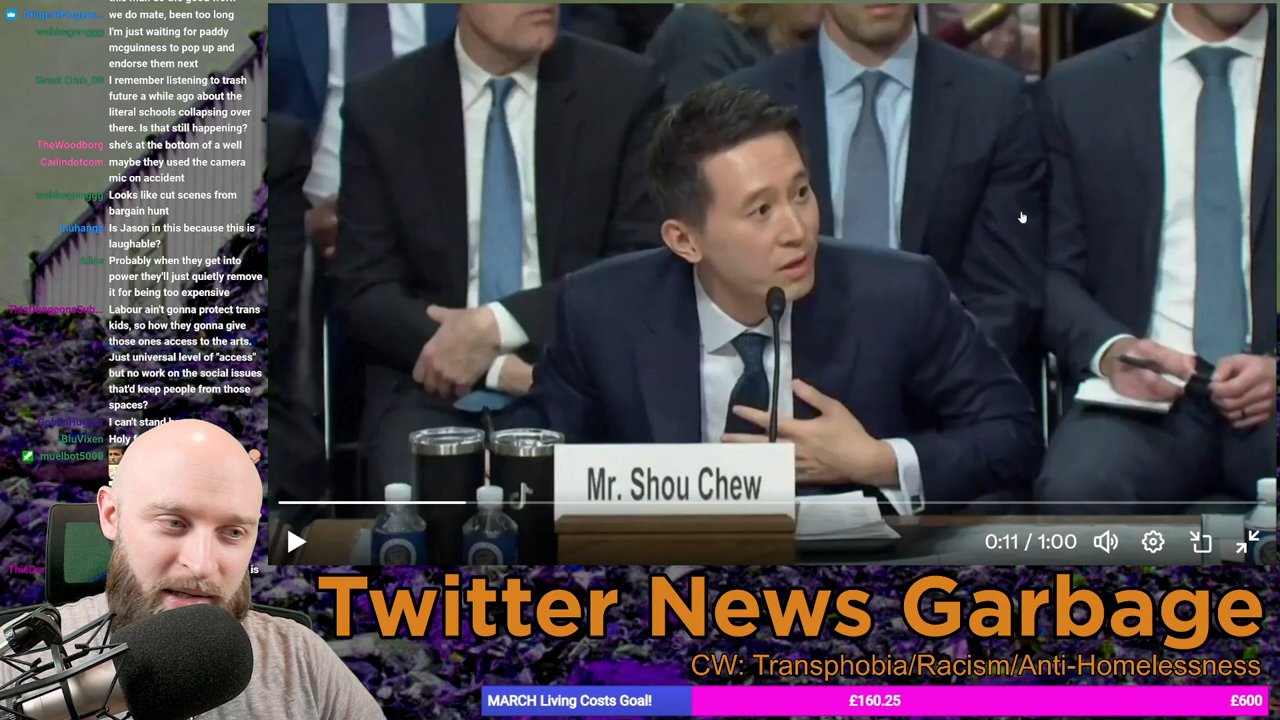 we do mate, been too long
I'm just waiting for paddy
mcguinness to pop up and
endorse them next
I remember listening to trash
future a while ago about the
literal schools collapsing over
there. Is that still happening?
TheWoodborg she's at the bottom of a well
Cailindotcom maybe they used the camera
mic on accident
Looks like cut scenes from
bargain hunt
muhanga Is Jason in this because this is
laughable?
Probably when they get into
power they'll just quietly remove
it for being too expensive
Labour ain't gonna protect trans
kids, so how they gonna give
those ones access to the arts.
Just universal level of "access"
but no work on the social issues
that'd keep people from those
spaces?
I can't stand
BluVixen Holy
muelbot5000
is
Mr. Shou Chew
0:11 / 1:00
Twitter News Garbage
CW: Transphobia/Racism/Anti-Homelessness
MARCH Living Costs Goal! £160.25 £600